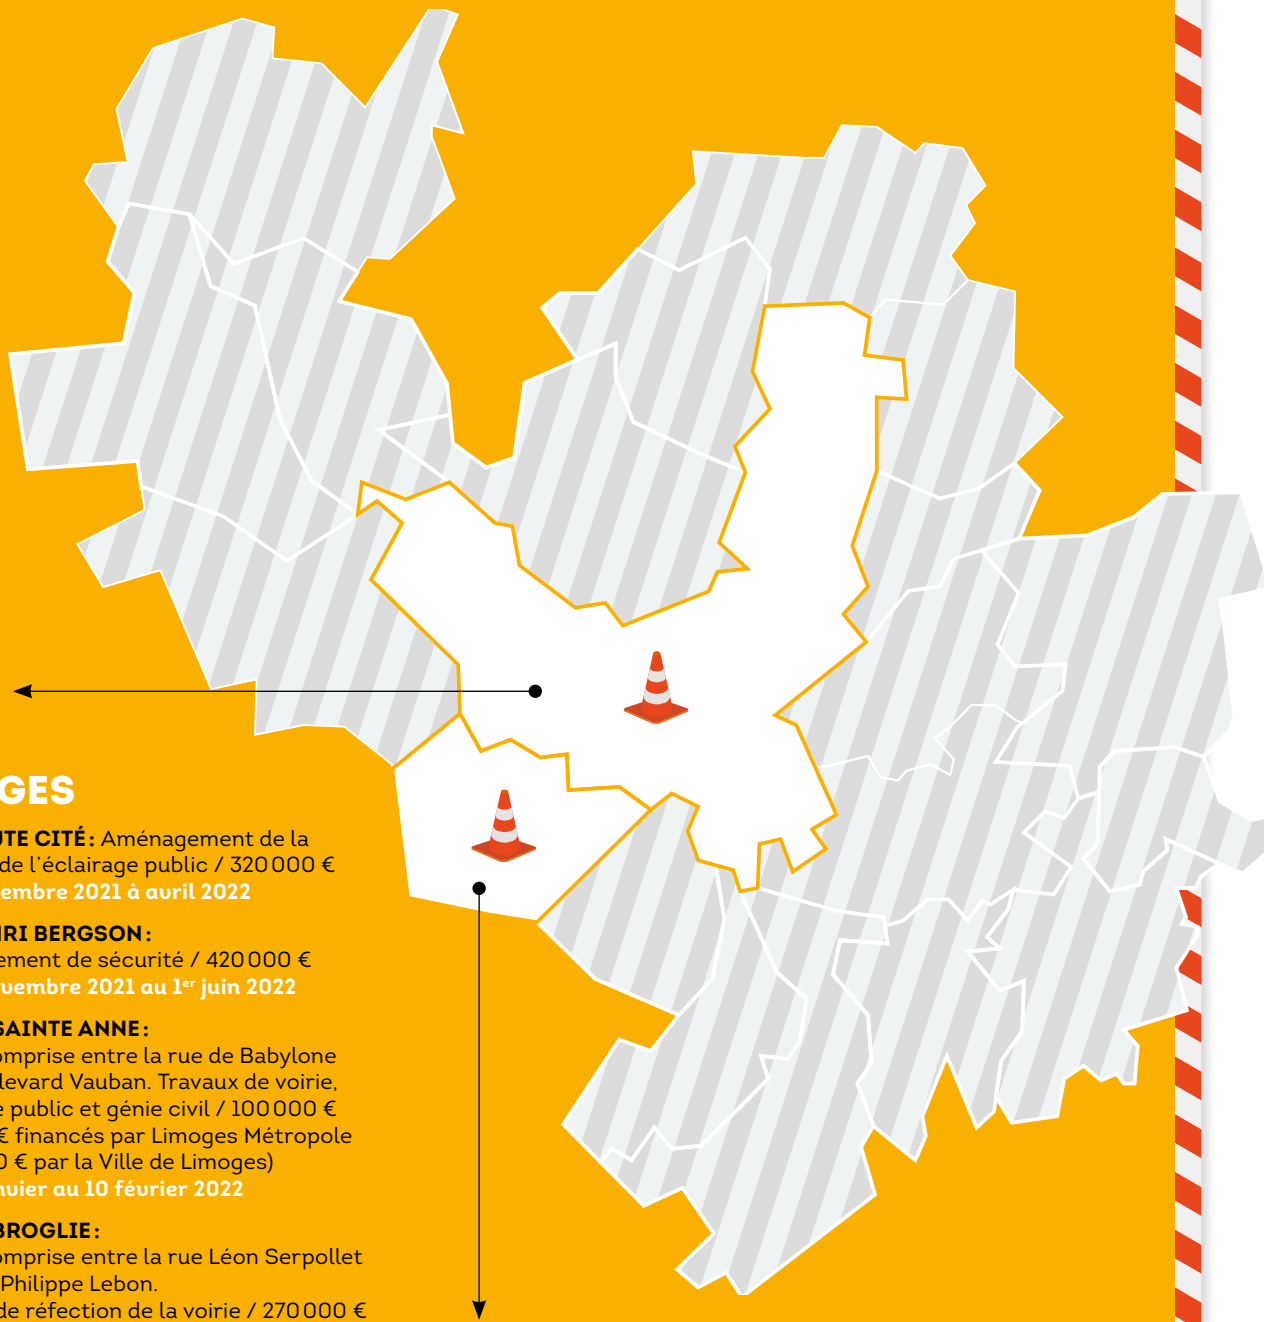 GES
UTE CITÉ : Aménagement de la
de l’éclairage public / 320 000 €
embre 2021 à avril 2022
NRI BERGSON :
ement de sécurité / 420 000 €
vembre 2021 au 1er juin 2022
SAINTE ANNE :
omprise entre la rue de Babylone
levard Vauban. Travaux de voirie,
e public et génie civil / 100 000 €
€ financés par Limoges Métropole
0 € par la Ville de Limoges)
nvier au 10 février 2022
BROGLIE :
omprise entre la rue Léon Serpollet
Philippe Lebon.
de réfection de la voirie / 270 000 €